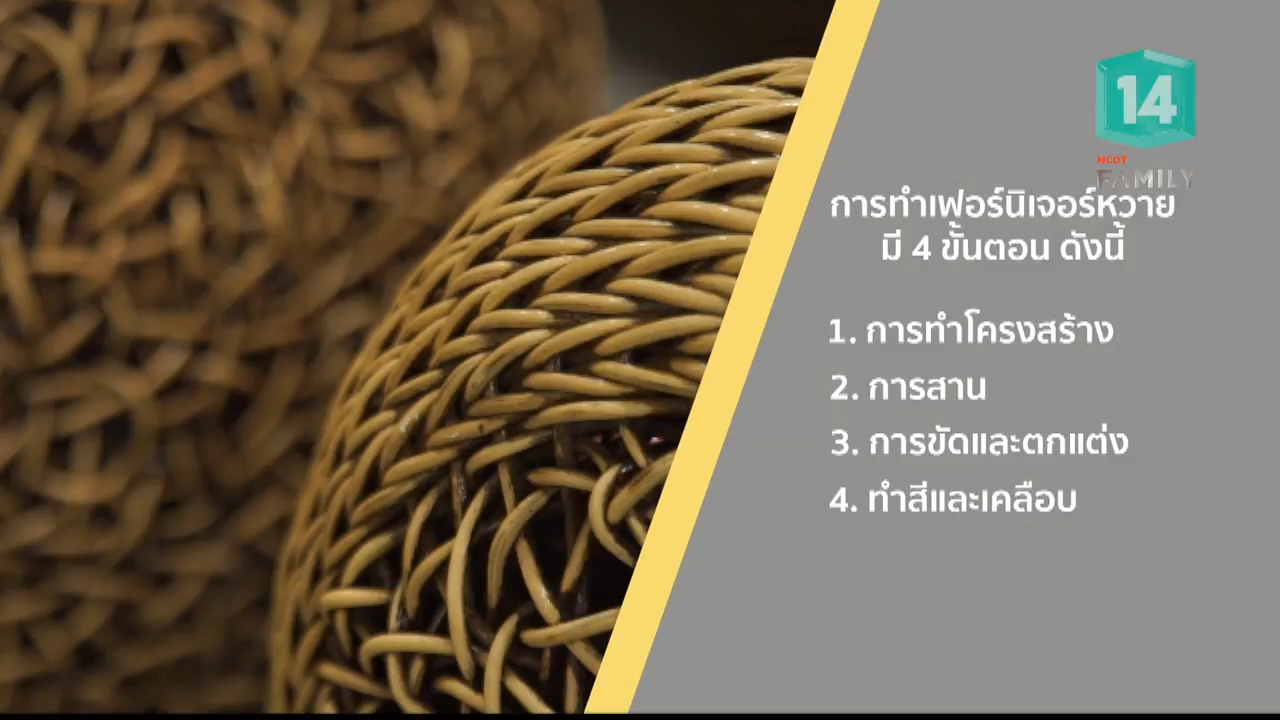 14
MCOT
FAMILY
การทำเฟอร์นิเจอร์หวาย
มี 4 ขั้นตอน ดังนี้
1. การทำโครงสร้าง
2. การสาน
3. การขัดและตกแต่ง
4. ทำสีและเคลือบ